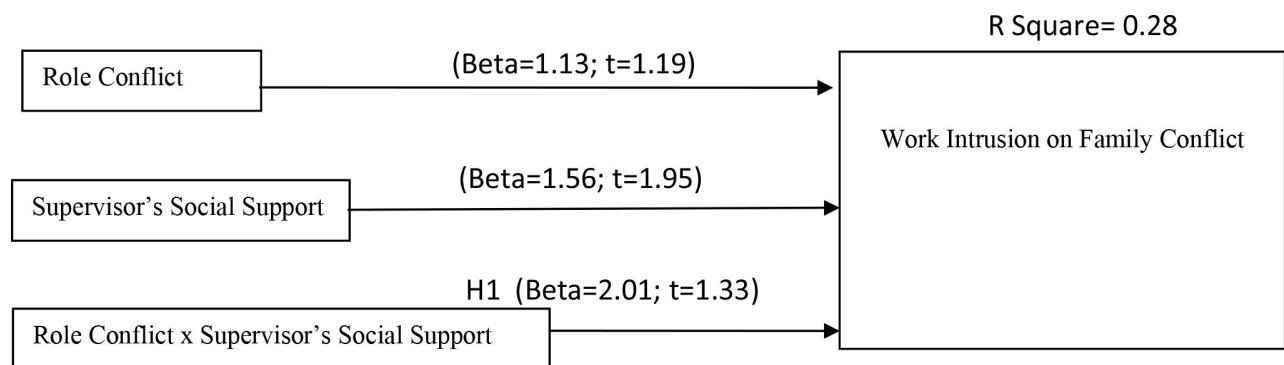 R Square= 0.28
Role Conflict
(Beta=1.13; t=1.19)
Work Intrusion on Family Conflict
(Beta=1.56; t=1.95)
Supervisor’s Social Support
H1 (Beta=2.01; t=1.33)
Role Conflict x Supervisor’s Social Support